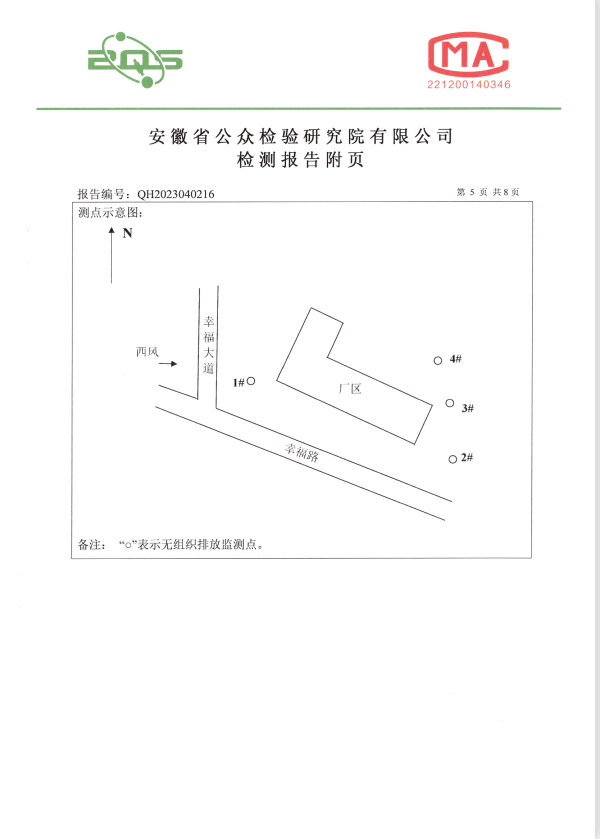 PQS
CMA
221200140346
安徽省公众检验研究院有限公司
检测报告附页
报告编号：QH2023040216
第 5 页 共 8 页
测点示意图：
N
幸福大道
西风
1#
厂区
4#
3#
2#
幸福路
备注： “○”表示无组织排放监测点。